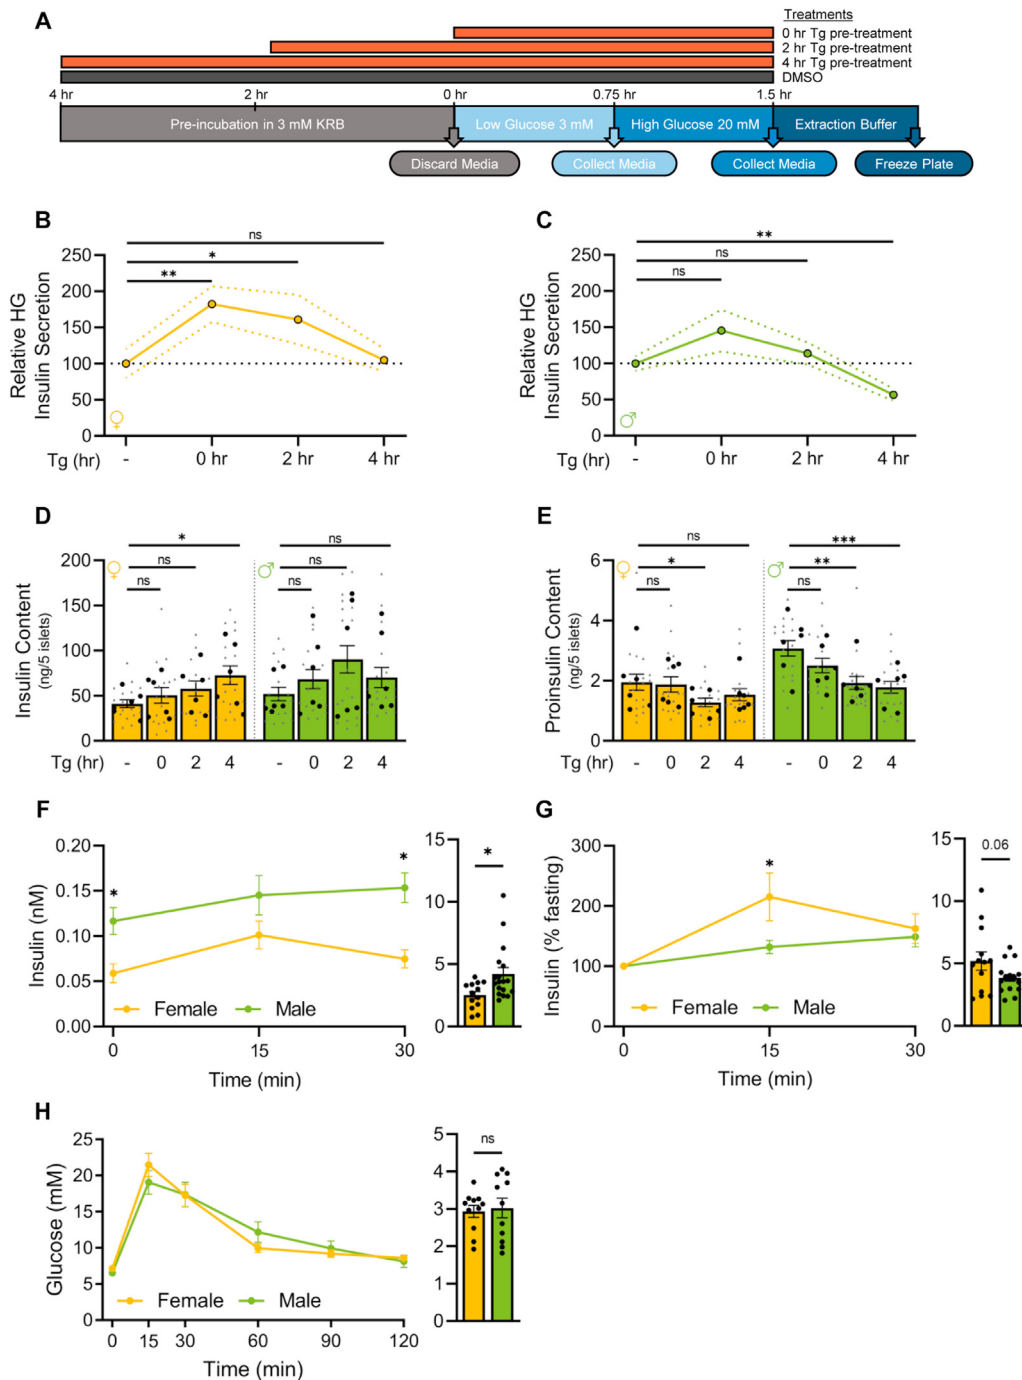 A
Treatments
0 hr Tg pre-treatment
2 hr Tg pre-treatment
4 hr Tg pre-treatment
DMSO
4 hr 2 hr 0 hr 0.75 hr 1.5 hr
Pre-incubation in 3 mM KRB Low Glucose 3 mM High Glucose 20 mM Extraction Buffer
Discard Media Collect Media Collect Media Freeze Plate
B
ns
*
**
Relative HG
Insulin Secretion
250
200
150
100
50
0
♀
Tg (hr) - 0 hr 2 hr 4 hr
C
**
ns
ns
Relative HG
Insulin Secretion
250
200
150
100
50
0
♂
Tg (hr) - 0 hr 2 hr 4 hr
D
* ns
ns ns
ns ns
♀ ♂
Insulin Content
(ng/5 islets)
200
150
100
50
0
Tg (hr) - 0 2 4 - 0 2 4
E
ns ***
* **
ns ns
♀ ♂
Proinsulin Content
(ng/5 islets)
6
4
2
0
Tg (hr) - 0 2 4 - 0 2 4
F
Insulin (nM)
0.20
0.15
0.10
0.05
0.00
* *
Female Male
0 15 30
Time (min)
15
10
5
0
*
G
Insulin (% fasting)
300
200
100
0
*
Female Male
0 15 30
Time (min)
15
10
5
0
0.06
H
Glucose (mM)
25
20
15
10
5
0
Female Male
0 15 30 60 90 120
Time (min)
5
4
3
2
1
0
ns